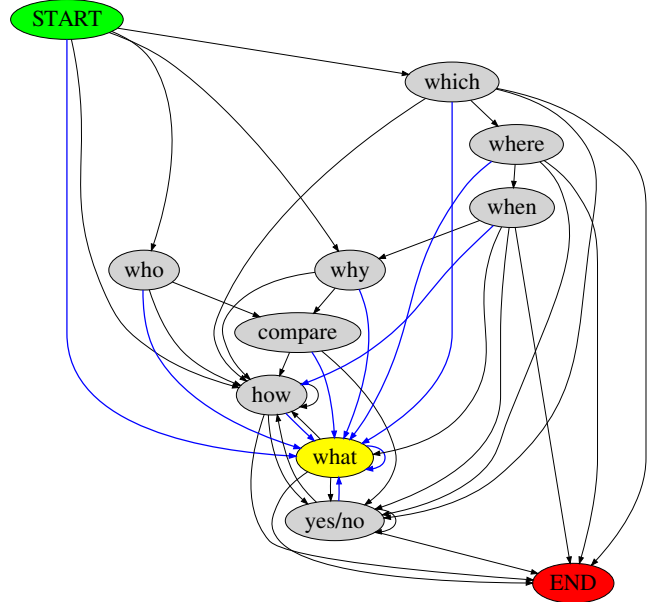 START
which
where
when
who
why
compare
how
what
yes/no
END